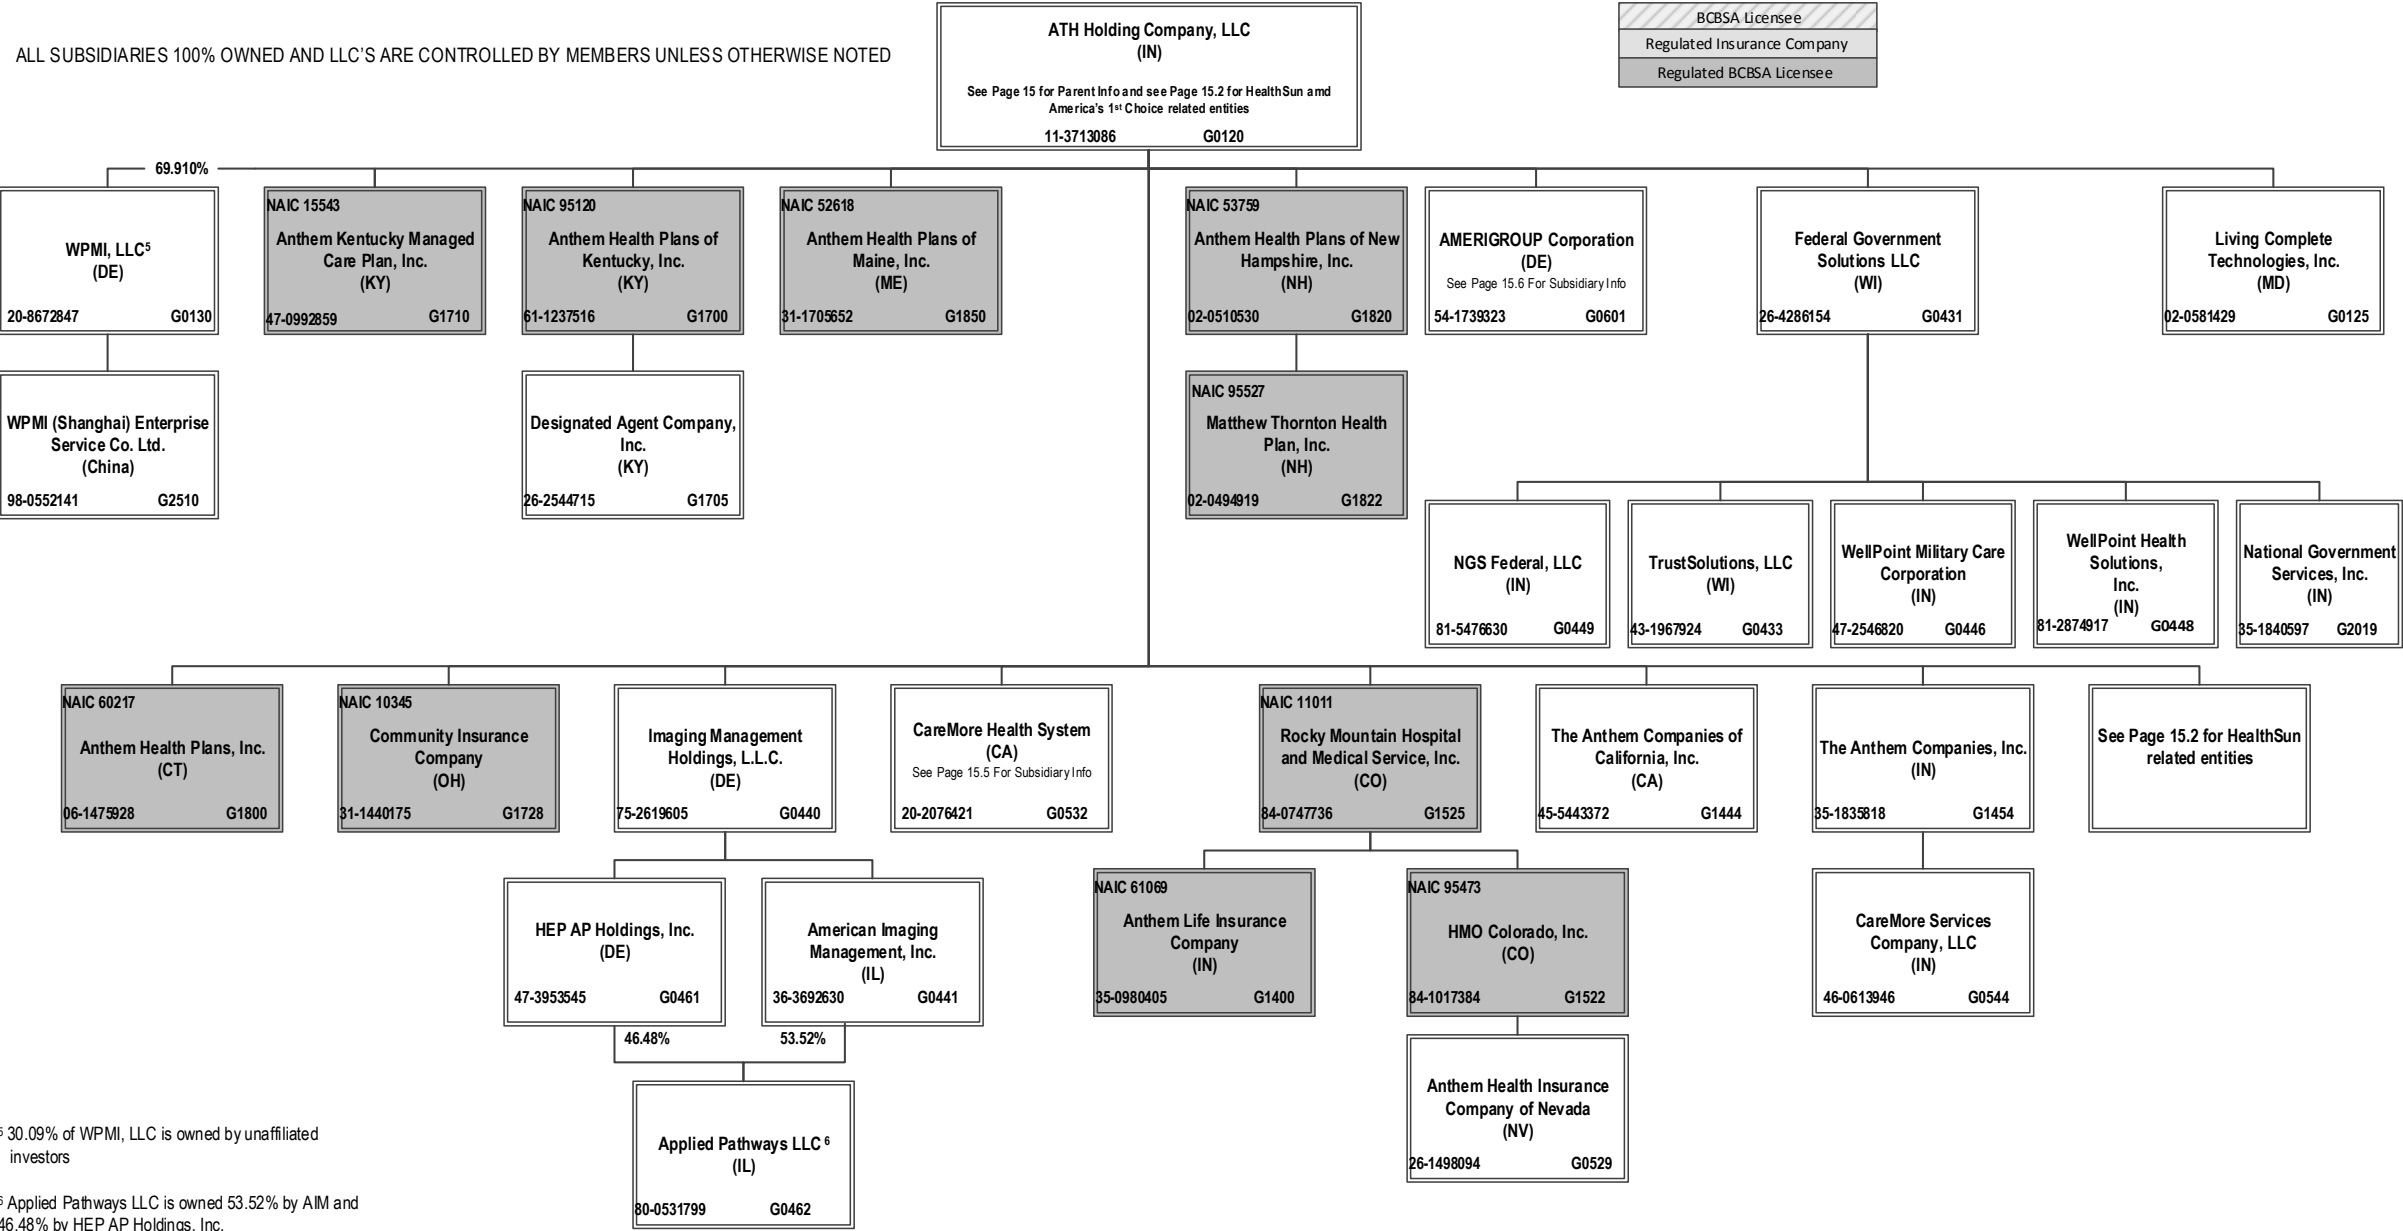 ALL SUBSIDIARIES 100% OWNED AND LLC'S ARE CONTROLLED BY MEMBERS UNLESS OTHERWISE NOTED
ATH Holding Company, LLC
(IN)
See Page 15 for Parent Info and see Page 15.2 for HealthSun amd
America's 1st Choice related entities
11-3713086 G0120
BCBSA Licensee
Regulated Insurance Company
Regulated BCBSA Licensee
69.910%
WPMI, LLC5
(DE)
20-8672847 G0130
NAIC 15543
Anthem Kentucky Managed
Care Plan, Inc.
(KY)
47-0992859 G1710
NAIC 95120
Anthem Health Plans of
Kentucky, Inc.
(KY)
61-1237516 G1700
NAIC 52618
Anthem Health Plans of
Maine, Inc.
(ME)
31-1705652 G1850
NAIC 53759
Anthem Health Plans of New
Hampshire, Inc.
(NH)
02-0510530 G1820
AMERIGROUP Corporation
(DE)
See Page 15.6 For Subsidiary Info
54-1739323 G0601
Federal Government
Solutions LLC
(WI)
26-4286154 G0431
Living Complete
Technologies, Inc.
(MD)
02-0581429 G0125
WPMI (Shanghai) Enterprise
Service Co. Ltd.
(China)
98-0552141 G2510
Designated Agent Company,
Inc.
(KY)
26-2544715 G1705
NAIC 95527
Matthew Thornton Health
Plan, Inc.
(NH)
02-0494919 G1822
NGS Federal, LLC
(IN)
81-5476630 G0449
TrustSolutions, LLC
(WI)
43-1967924 G0433
WellPoint Military Care
Corporation
(IN)
47-2546820 G0446
WellPoint Health
Solutions,
Inc.
(IN)
81-2874917 G0448
National Government
Services, Inc.
(IN)
35-1840597 G2019
NAIC 60217
Anthem Health Plans, Inc.
(CT)
06-1475928 G1800
NAIC 10345
Community Insurance
Company
(OH)
31-1440175 G1728
Imaging Management
Holdings, L.L.C.
(DE)
75-2619605 G0440
CareMore Health System
(CA)
See Page 15.5 For Subsidiary Info
20-2076421 G0532
NAIC 11011
Rocky Mountain Hospital
and Medical Service, Inc.
(CO)
84-0747736 G1525
The Anthem Companies of
California, Inc.
(CA)
45-5443372 G1444
The Anthem Companies, Inc.
(IN)
35-1835818 G1454
See Page 15.2 for HealthSun
related entities
HEP AP Holdings, Inc.
(DE)
47-3953545 G0461
American Imaging
Management, Inc.
(IL)
36-3692630 G0441
NAIC 61069
Anthem Life Insurance
Company
(IN)
35-0980405 G1400
NAIC 95473
HMO Colorado, Inc.
(CO)
84-1017384 G1522
CareMore Services
Company, LLC
(IN)
46-0613946 G0544
46.48% 53.52%
Applied Pathways LLC 6
(IL)
80-0531799 G0462
Anthem Health Insurance
Company of Nevada
(NV)
26-1498094 G0529
5 30.09% of WPMI, LLC is owned by unaffiliated
investors
6 Applied Pathways LLC is owned 53.52% by AIM and
46.48% by HEP AP Holdings, Inc.